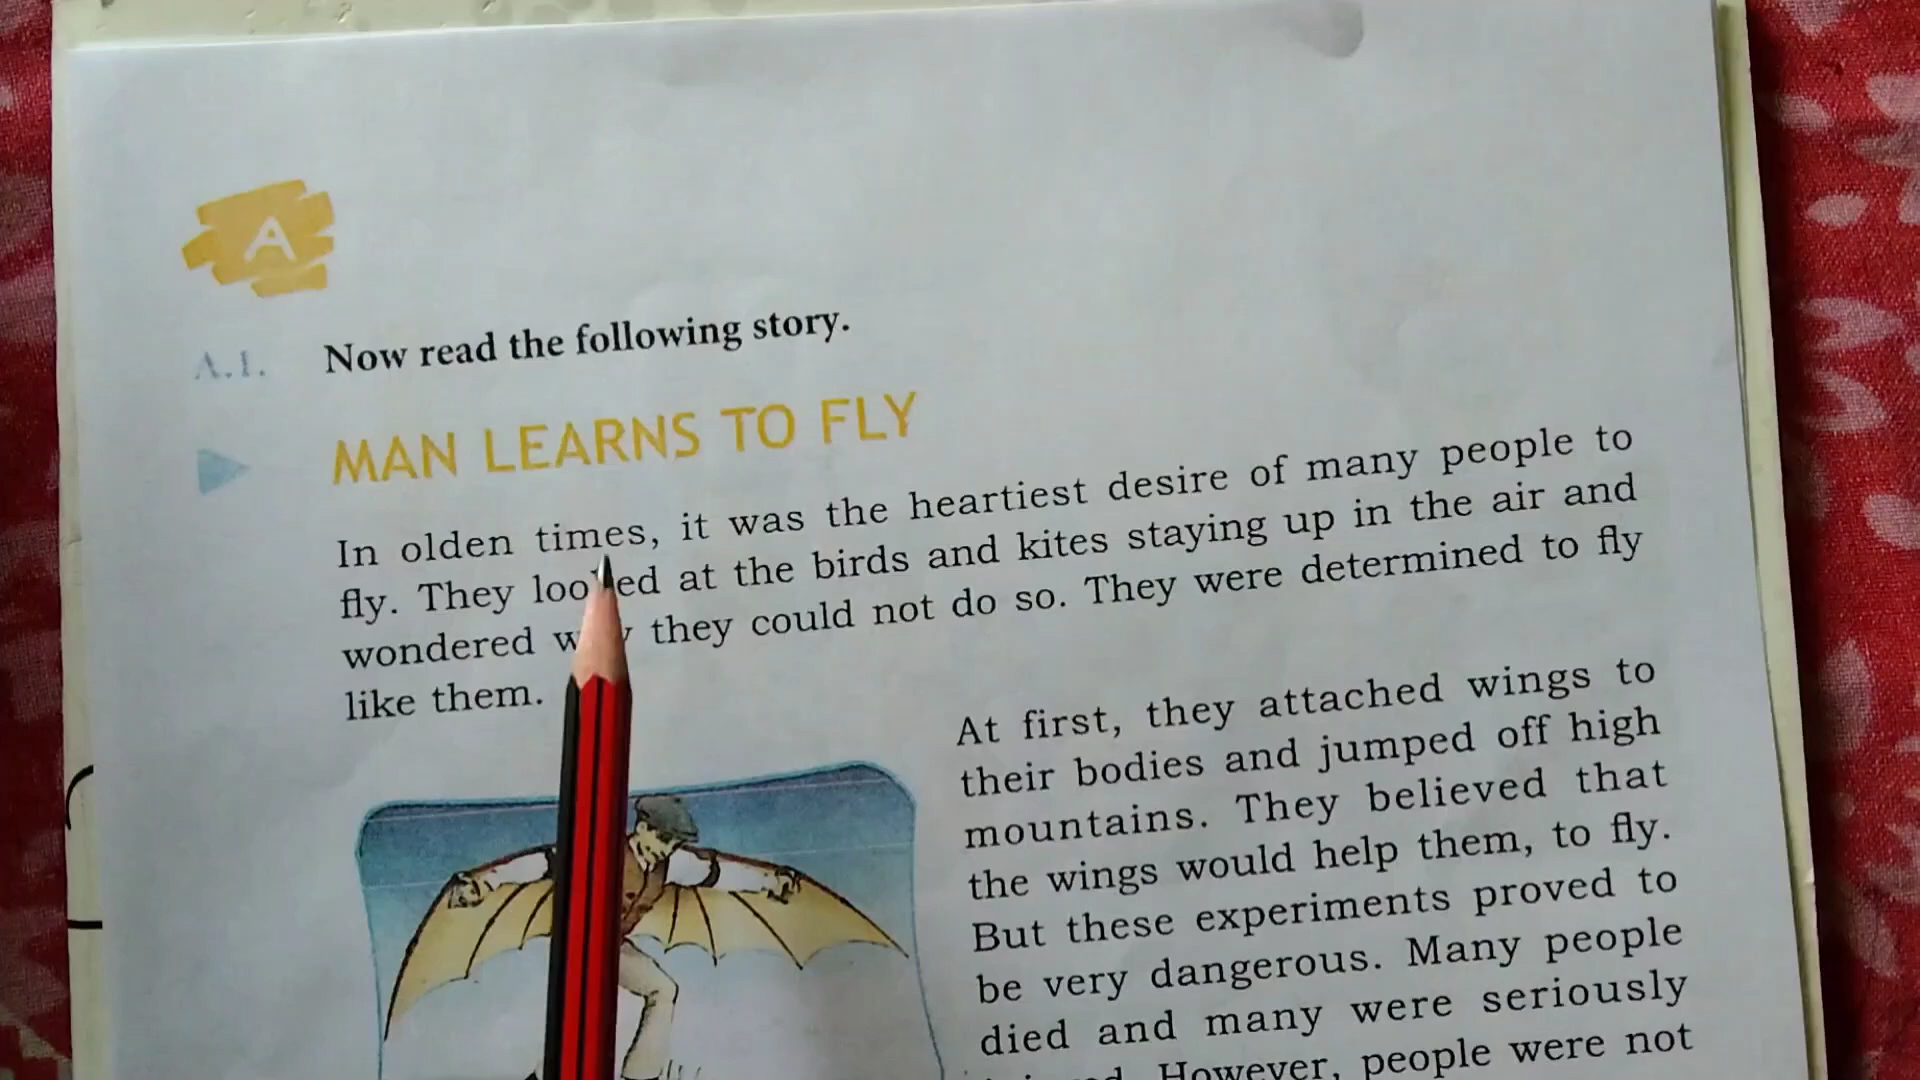 A
A.1. Now read the following story.
MAN LEARNS TO FLY
In olden times, it was the heartiest desire of many people to
fly. They looked at the birds and kites staying up in the air and
wondered they could not do so. They were determined to fly
like them.
At first, they attached wings to
their bodies and jumped off high
mountains. They believed that
the wings would help them, to fly.
But these experiments proved to
be very dangerous. Many people
died and many were seriously
However, people were not